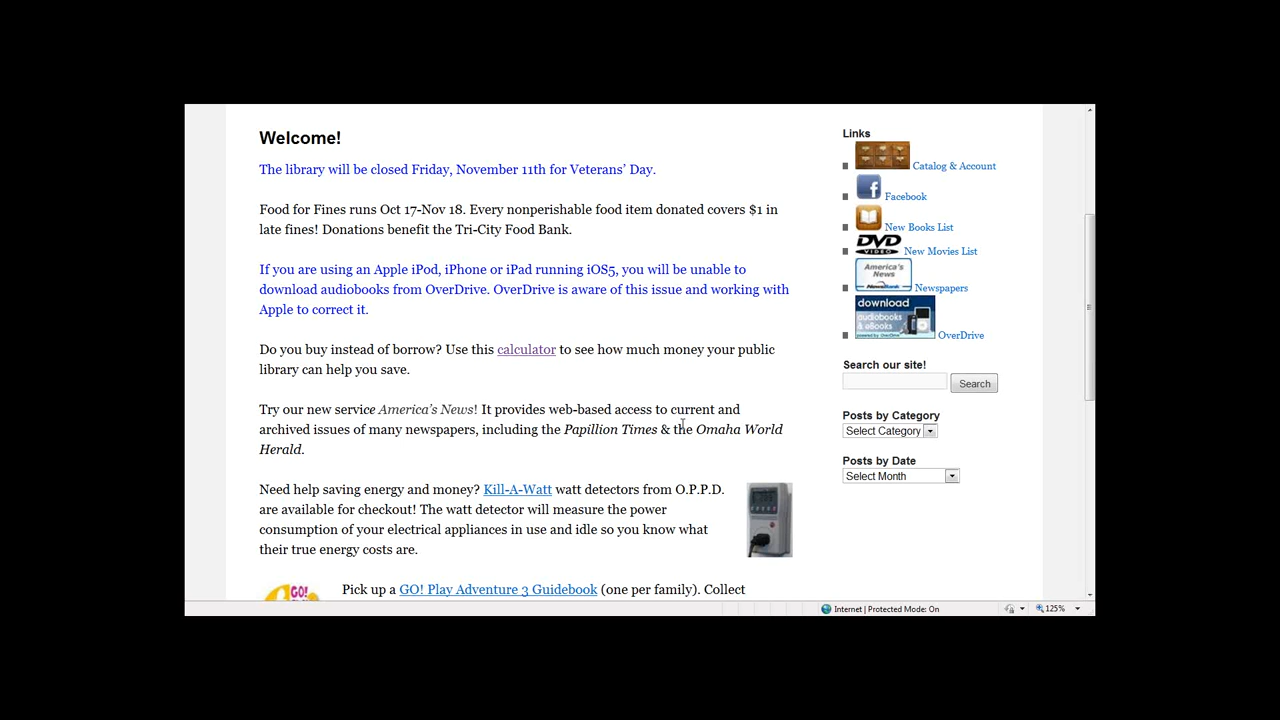 Welcome!
The library will be closed Friday, November 11th for Veterans’ Day.
Food for Fines runs Oct 17-Nov 18. Every nonperishable food item donated covers $1 in
late fines! Donations benefit the Tri-City Food Bank.
If you are using an Apple iPod, iPhone or iPad running iOS5, you will be unable to
download audiobooks from OverDrive. OverDrive is aware of this issue and working with
Apple to correct it.
Do you buy instead of borrow? Use this calculator to see how much money your public
library can help you save.
Try our new service America’s News! It provides web-based access to current and
archived issues of many newspapers, including the Papillion Times & the Omaha World
Herald.
Need help saving energy and money? Kill-A-Watt watt detectors from O.P.P.D.
are available for checkout! The watt detector will measure the power
consumption of your electrical appliances in use and idle so you know what
their true energy costs are.
GO!
Pick up a GO! Play Adventure 3 Guidebook (one per family). Collect
Links
Catalog & Account
Facebook
New Books List
DVD
VIDEO
New Movies List
America's
News
NewsBank
Newspapers
download
audiobooks
& eBooks
powered by OverDrive
OverDrive
Search our site!
Search
Posts by Category
Select Category
Posts by Date
Select Month
Internet | Protected Mode: On
125%